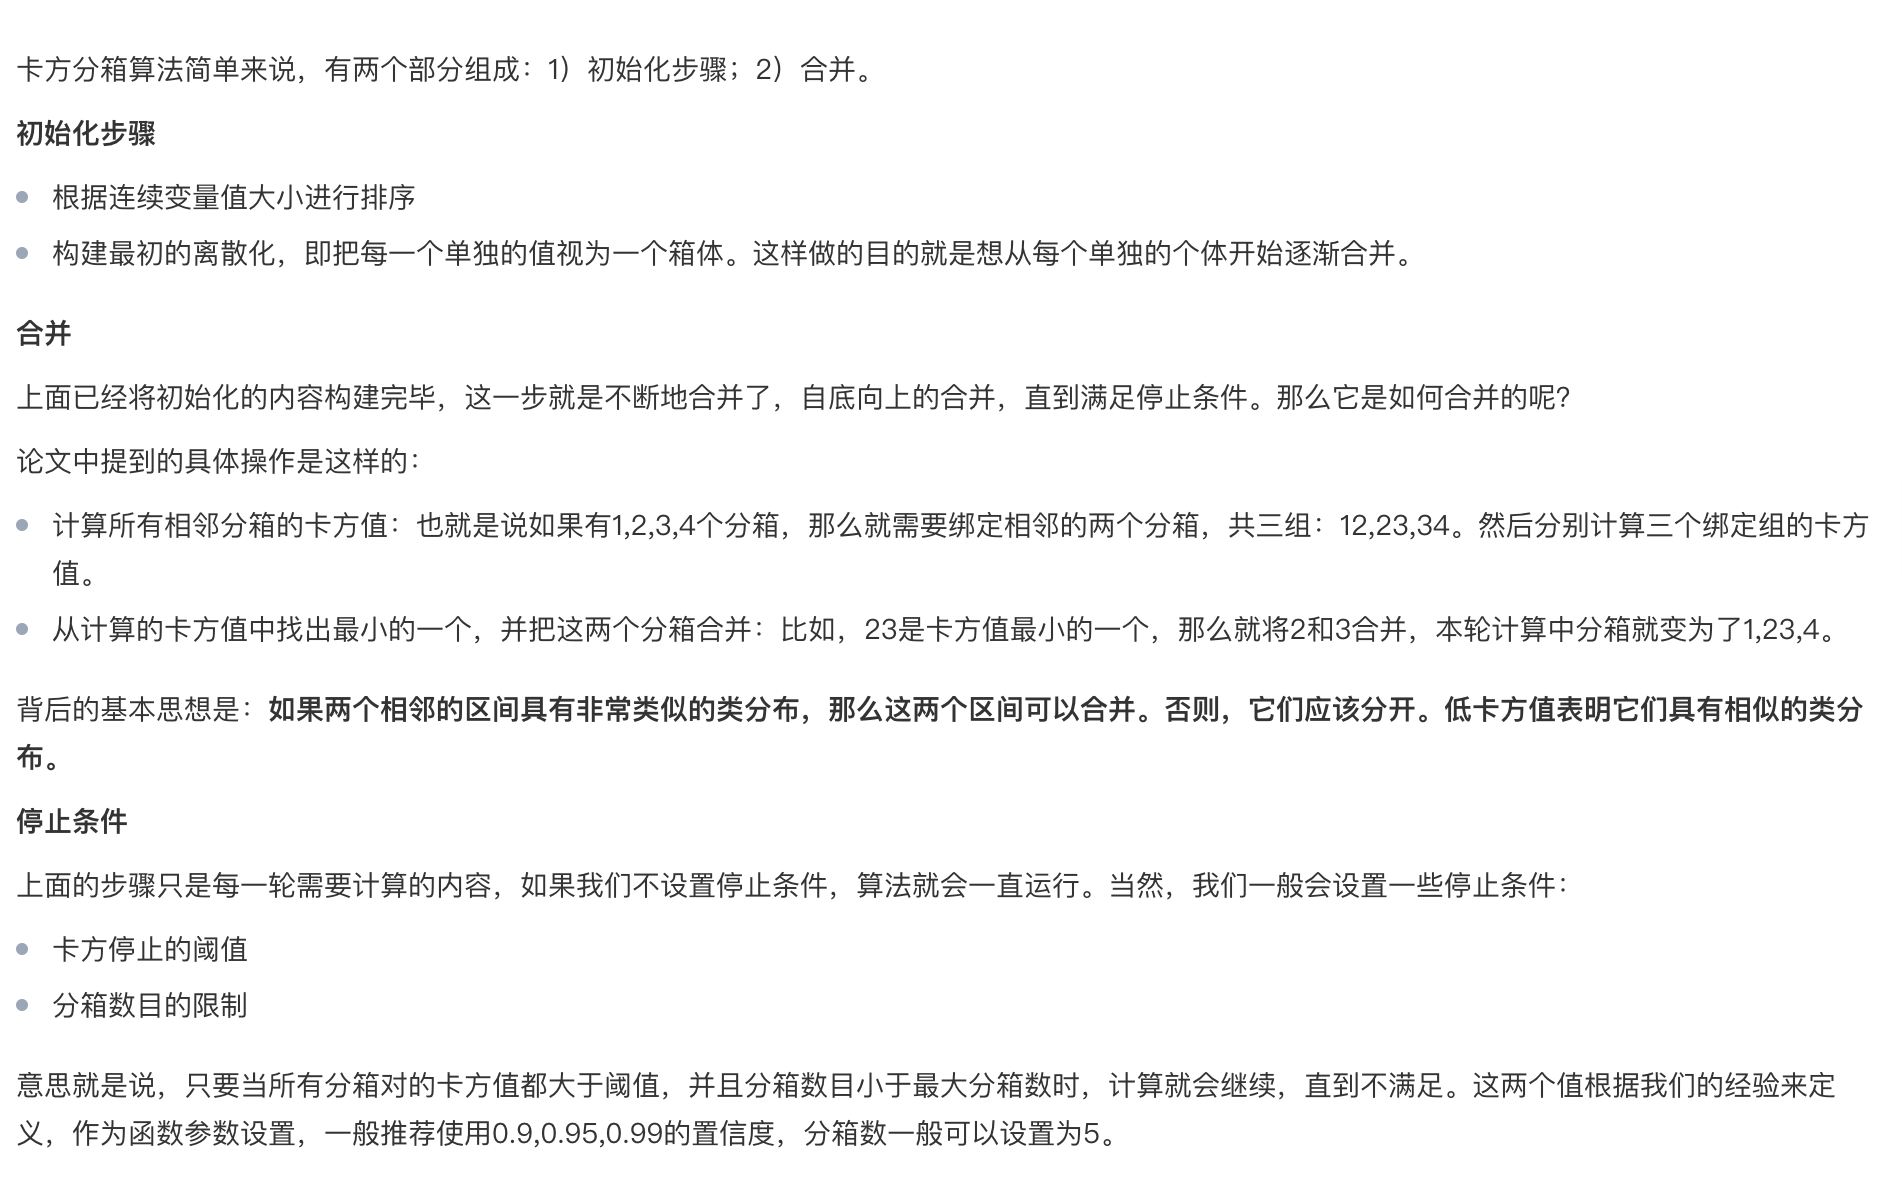 卡方分箱算法简单来说，有两个部分组成：1）初始化步骤；2）合并。
初始化步骤
根据连续变量值大小进行排序
构建最初的离散化，即把每一个单独的值视为一个箱体。这样做的目的就是想从每个单独的个体开始逐渐合并。
合并
上面已经将初始化的内容构建完毕，这一步就是不断地合并了，自底向上的合并，直到满足停止条件。那么它是如何合并的呢？
论文中提到的具体操作是这样的：
计算所有相邻分箱的卡方值：也就是说如果有1,2,3,4个分箱，那么就需要绑定相邻的两个分箱，共三组：12,23,34。然后分别计算三个绑定组的卡方
值。
从计算的卡方值中找出最小的一个，并把这两个分箱合并：比如，23是卡方值最小的一个，那么就将2和3合并，本轮计算中分箱就变为了1,23,4。
背后的基本思想是：如果两个相邻的区间具有非常类似的类分布，那么这两个区间可以合并。否则，它们应该分开。低卡方值表明它们具有相似的类分
布。
停止条件
上面的步骤只是每一轮需要计算的内容，如果我们不设置停止条件，算法就会一直运行。当然，我们一般会设置一些停止条件：
卡方停止的阈值
分箱数目的限制
意思就是说，只要当所有分箱对的卡方值都大于阈值，并且分箱数目小于最大分箱数时，计算就会继续，直到不满足。这两个值根据我们的经验来定
义，作为函数参数设置，一般推荐使用0.9,0.95,0.99的置信度，分箱数一般可以设置为5。